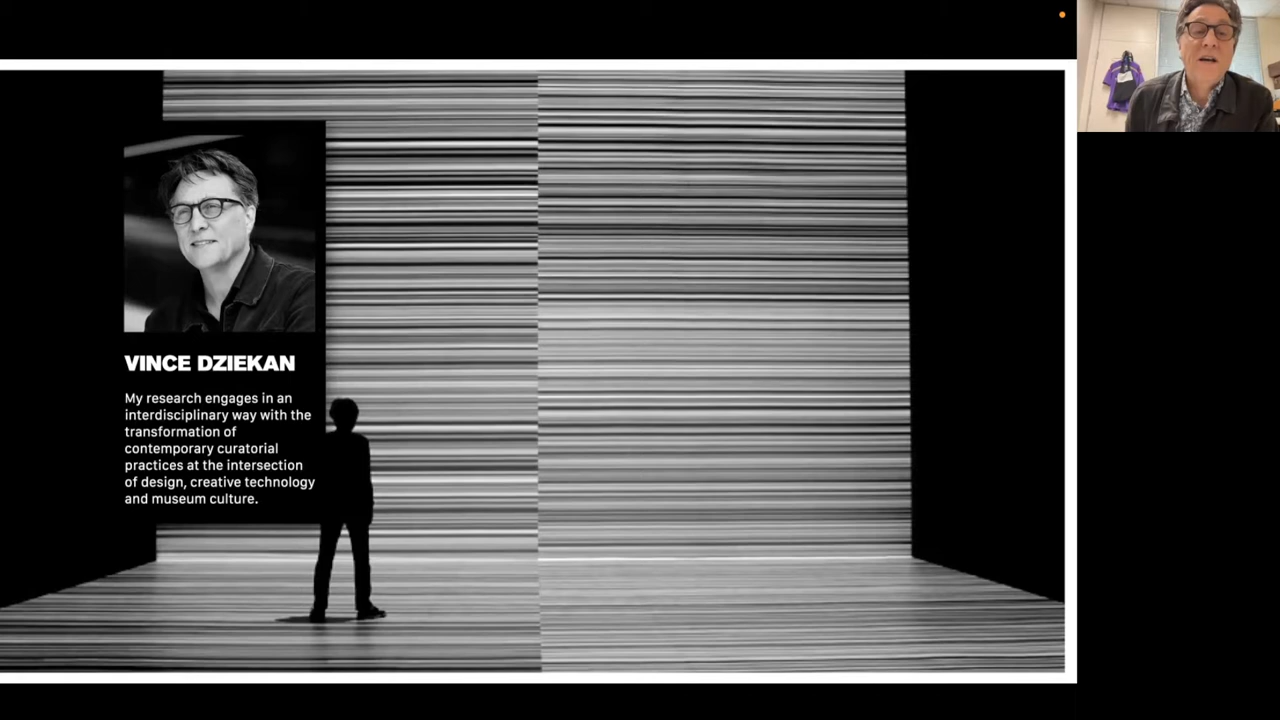 VINCE DZIEKAN
My research engages in an
interdisciplinary way with the
transformation of
contemporary curatorial
practices at the intersection
of design, creative technology
and museum culture.